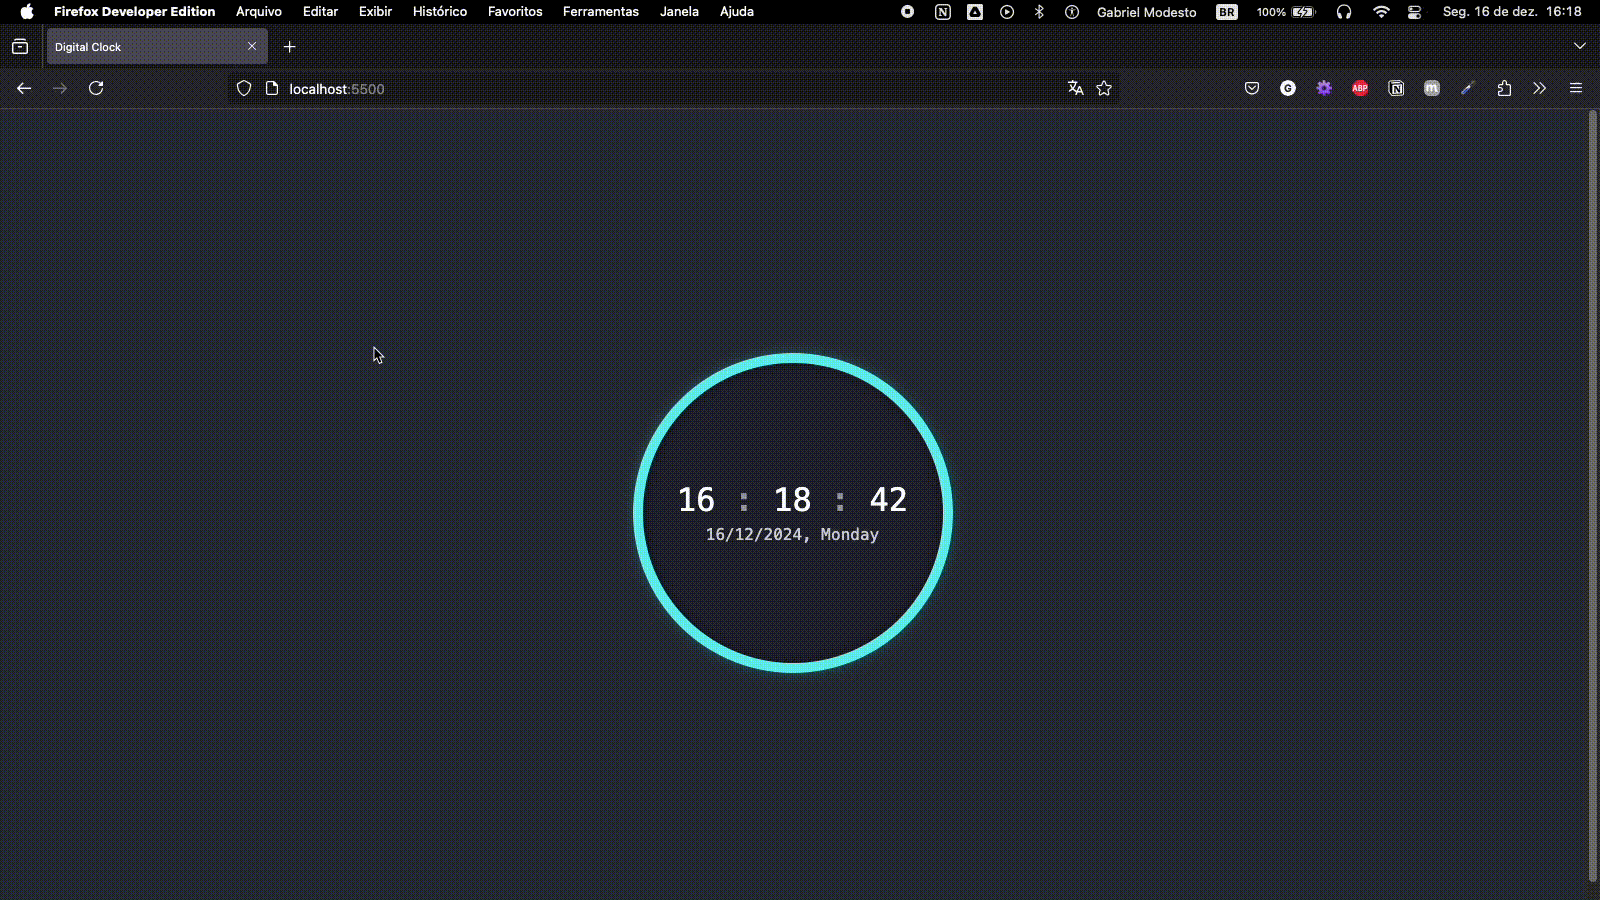 Firefox Developer Edition Arquivo Editar Exibir Histórico Favoritos Ferramentas Janela Ajuda N Gabriel Modesto BR 100% Seg. 16 de dez. 16:18
Digital Clock
localhost:5500 G ABP N m
16 : 18 : 42
16/12/2024, Monday